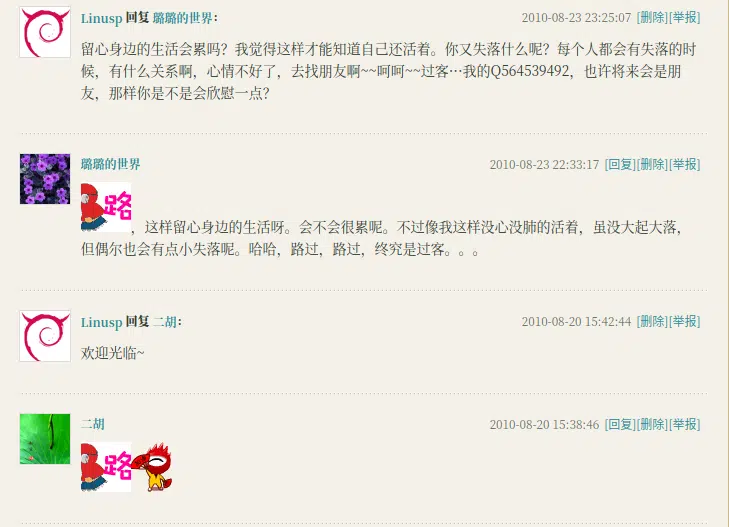 Linusp 回复 璐璐的世界： 2010-08-23 23:25:07 [删除][举报]
留心身边的生活会累吗？我觉得这样才能知道自己还活着。你又失落什么呢？每个人都会有失落的时
候，有什么关系啊，心情不好了，去找朋友啊~~呵呵~~过客…我的Q564539492，也许将来会是朋
友，那样你是不是会欣慰一点？
璐璐的世界 2010-08-23 22:33:17 [回复][删除][举报]
路，这样留心身边的生活呀。会不会很累呢。不过像我这样没心没肺的活着，虽没大起大落，
但偶尔也会有点小失落呢。哈哈，路过，路过，终究是过客。。。
Linusp 回复 二胡： 2010-08-20 15:42:44 [删除][举报]
欢迎光临~
二胡 2010-08-20 15:38:46 [回复][删除][举报]
路